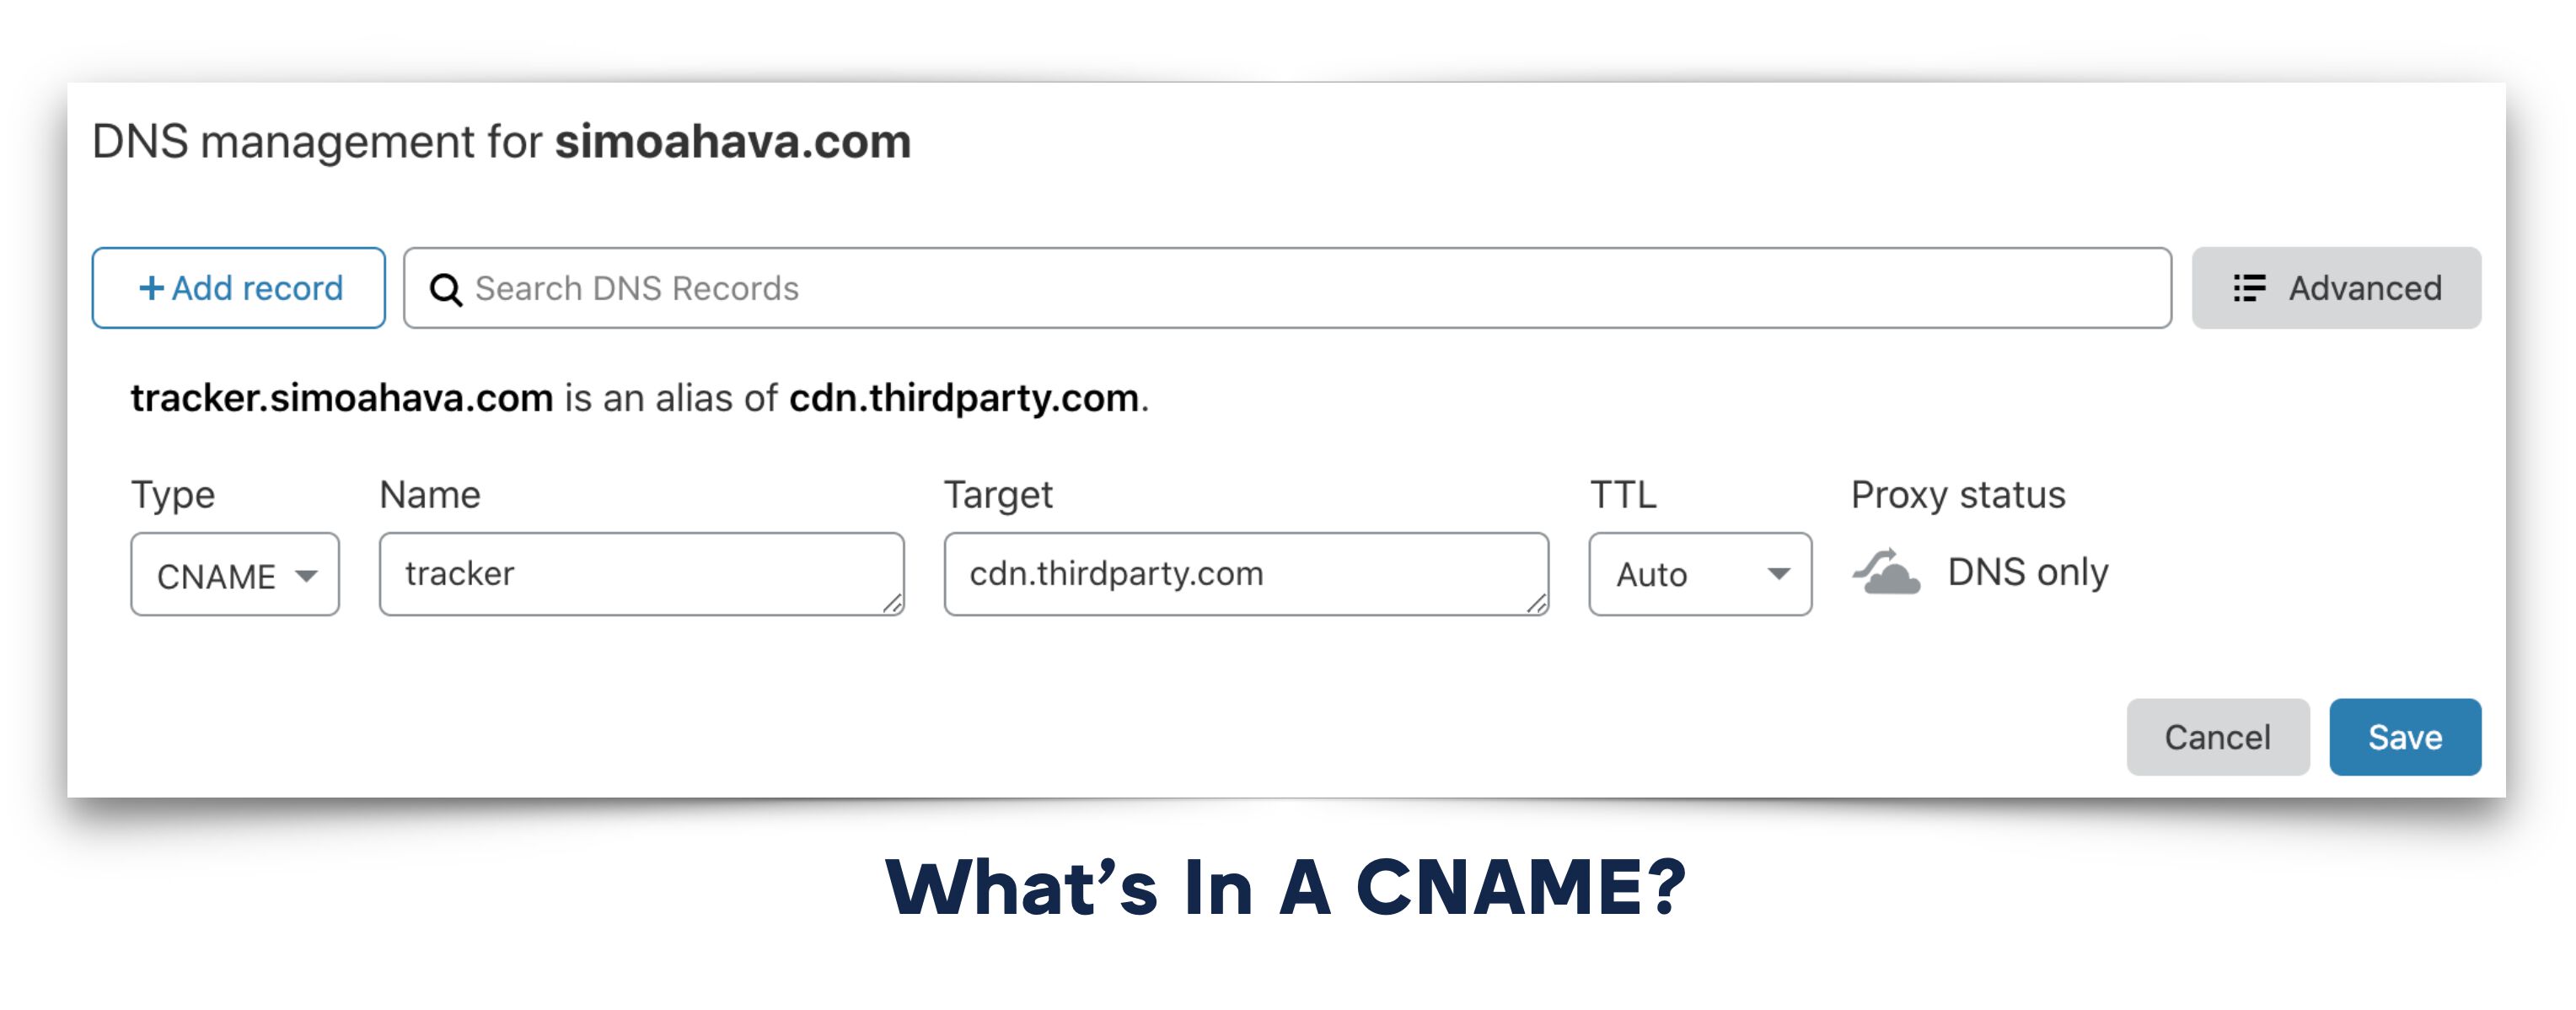 DNS management for simoahava.com
+ Add record
Search DNS Records
Advanced
tracker.simoahava.com is an alias of cdn.thirdparty.com.
Type Name Target TTL Proxy status
CNAME tracker cdn.thirdparty.com Auto DNS only
Cancel Save
What's In A CNAME?